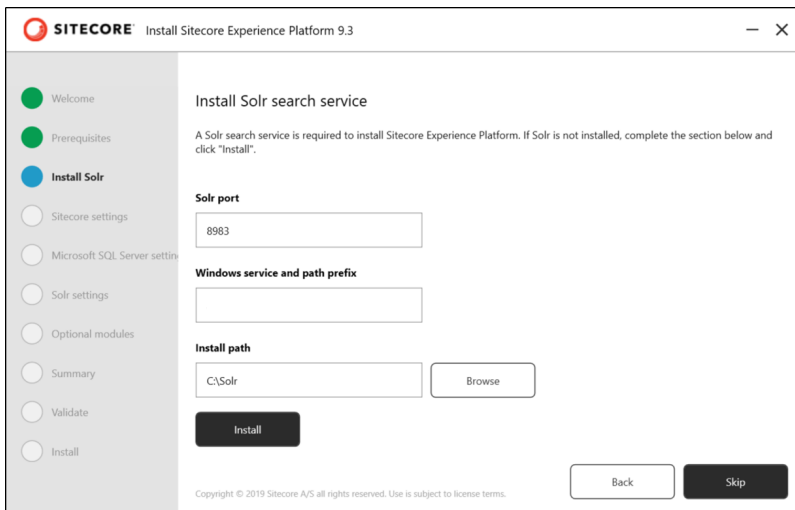 SITECORE Install Sitecore Experience Platform 9.3
Welcome
Prerequisites
Install Solr
Sitecore settings
Microsoft SQL Server settin
Solr settings
Optional modules
Summary
Validate
Install
Install Solr search service
A Solr search service is required to install Sitecore Experience Platform. If Solr is not installed, complete the section below and
click "Install".
Solr port
8983
Windows service and path prefix
Install path
C:\Solr
Browse
Install
Back
Skip
Copyright © 2019 Sitecore A/S all rights reserved. Use is subject to license terms.